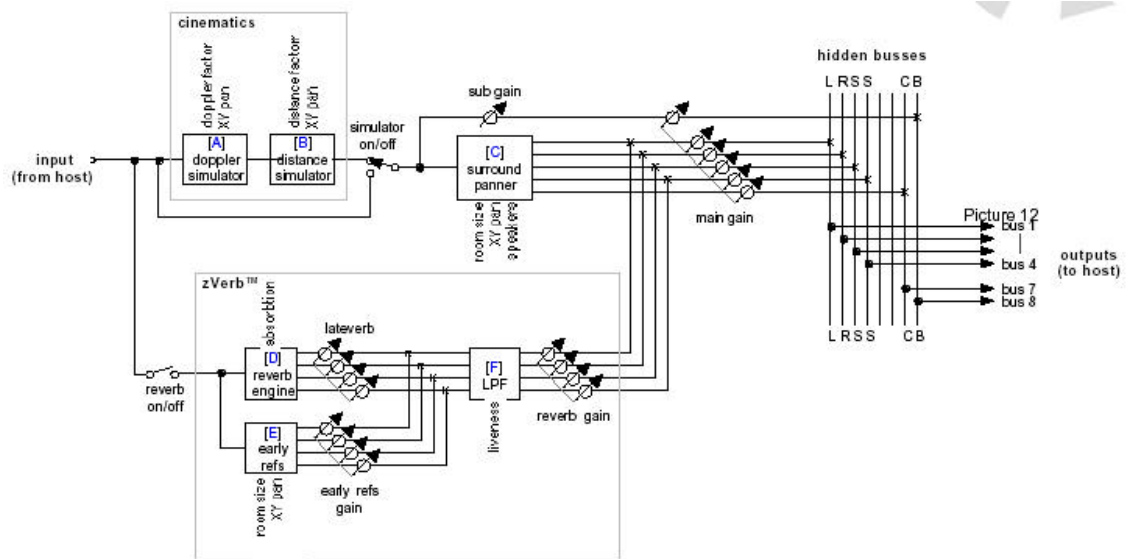 cinematics
doppler factor
XY pan
distance factor
XY pan
[A]
doppler
simulator
[B]
distance
simulator
simulator
on/off
input
(from host)
sub gain
[C]
surround
panner
room size
XY pan
speakers
main gain
hidden busses
L R S S C B
Picture 12
bus 1
bus 4
bus 7
bus 8
outputs
(to host)
L R S S C B
zVerb™
absorbtion
lateverb
[D]
reverb
engine
reverb
on/off
[F]
LPF
liveness
reverb gain
[E]
early
refs
room size
XY pan
early refs
gain